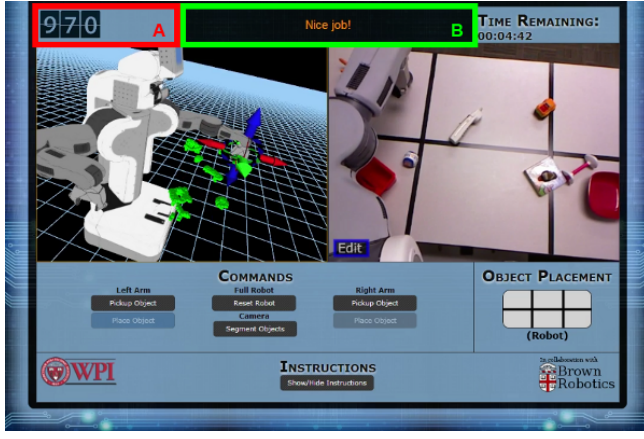 970
A
Nice job!
B
TIME REMAINING:
00:04:42
Edit
COMMANDS
Left Arm
Full Robot
Right Arm
Pickup Object
Reset Robot
Pickup Object
Camera
Place Object
Segment Objects
Place Object
OBJECT PLACEMENT
(Robot)
WPI
INSTRUCTIONS
Show/Hide Instructions
In collaboration with
Brown
Robotics